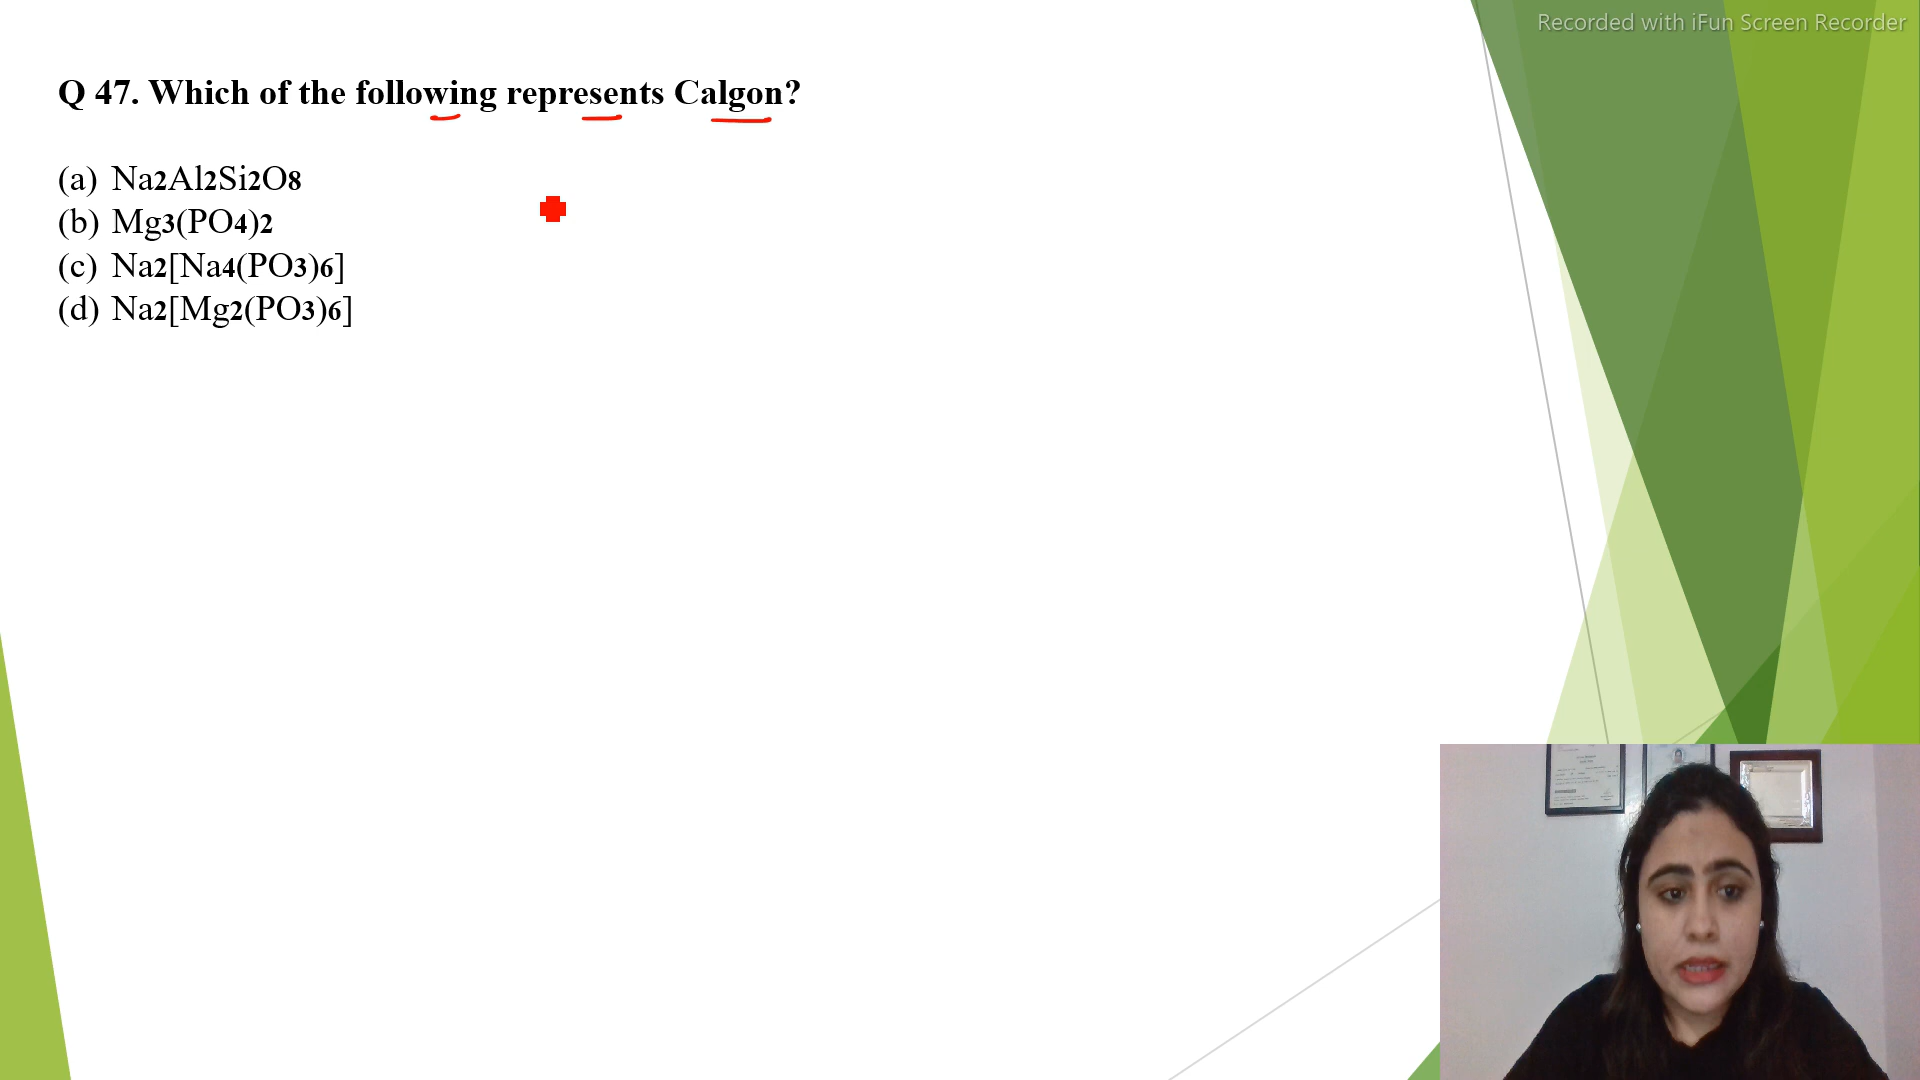 Recorded with iFun Screen Recorder
Q 47. Which of the following represents Calgon?
(a) Na2Al2Si2O8
(b) Mg3(PO4)2
(c) Na2[Na4(PO3)6]
(d) Na2[Mg2(PO3)6]